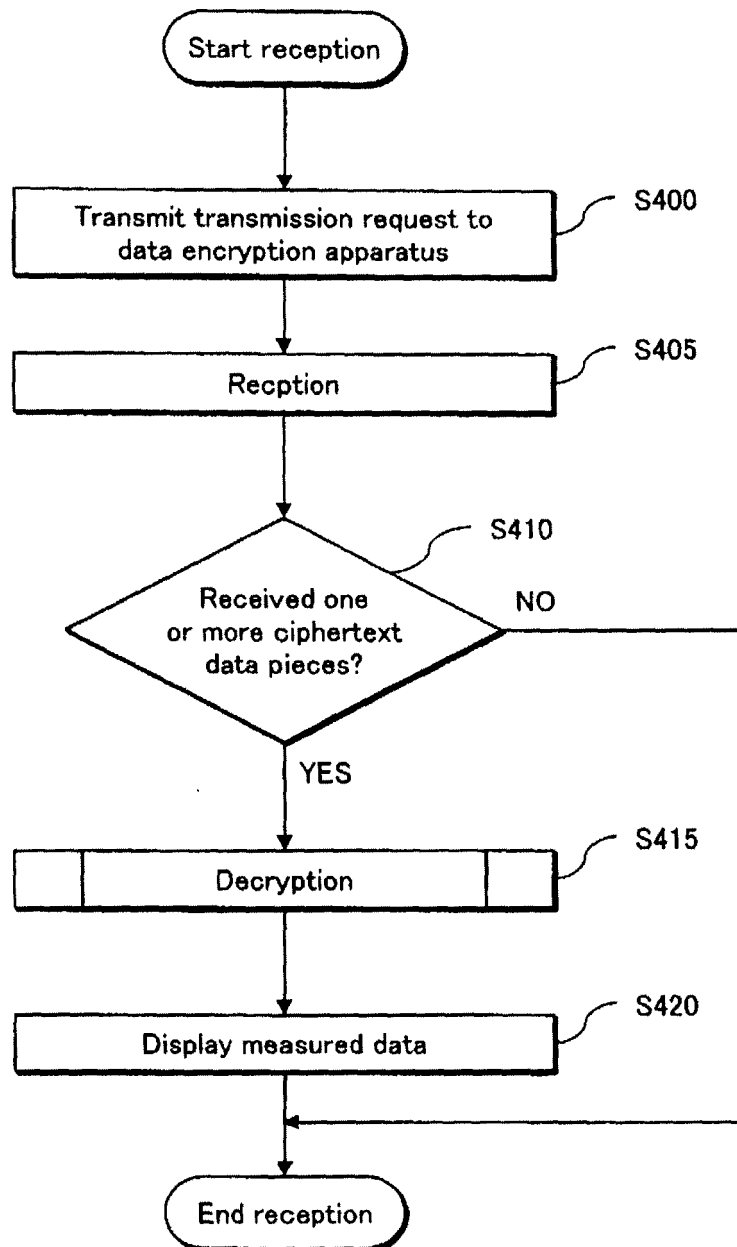 Start reception
S400
Transmit transmission request to
data encryption apparatus
S405
Recption
S410
Received one
or more ciphertext
data pieces?
NO
YES
S415
Decryption
S420
Display measured data
End reception